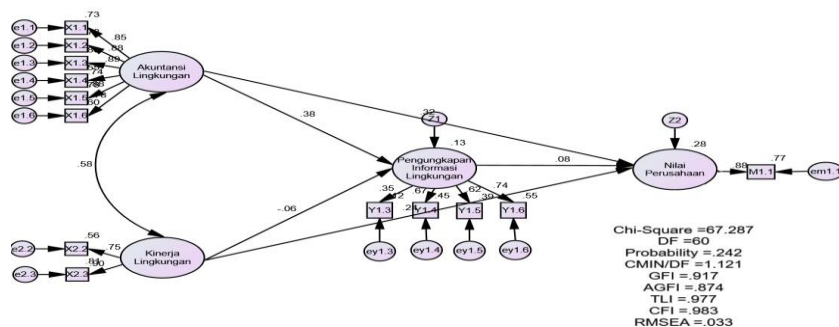 .73
e1.1 X1.1
.85
e1.2 X1.2
.88
e1.3 X1.3
.89
e1.4 X1.4
.74
e1.5 X1.5
e1.6 X1.6
.60
Akuntansi
Lingkungan
.32
Z1
Z2
.38
.13
.28
.58
Pengungkapan
Informasi
Lingkungan
.08
Nilai
Perusahaan
.88
M1.1
.77
em1.1
-.06
.35
.67
.45
.62
.39
.74
.55
Y1.3
Y1.4
Y1.5
Y1.6
ey1.3
ey1.4
ey1.5
ey1.6
.56
e2.2 X2.2
.75
e2.3 X2.3
.90
Kinerja
Lingkungan
Chi-Square =67.287
DF =60
Probability =.242
CMIN/DF =1.121
GFI =.917
AGFI =.874
TLI =.977
CFI =.983
RMSEA =.033